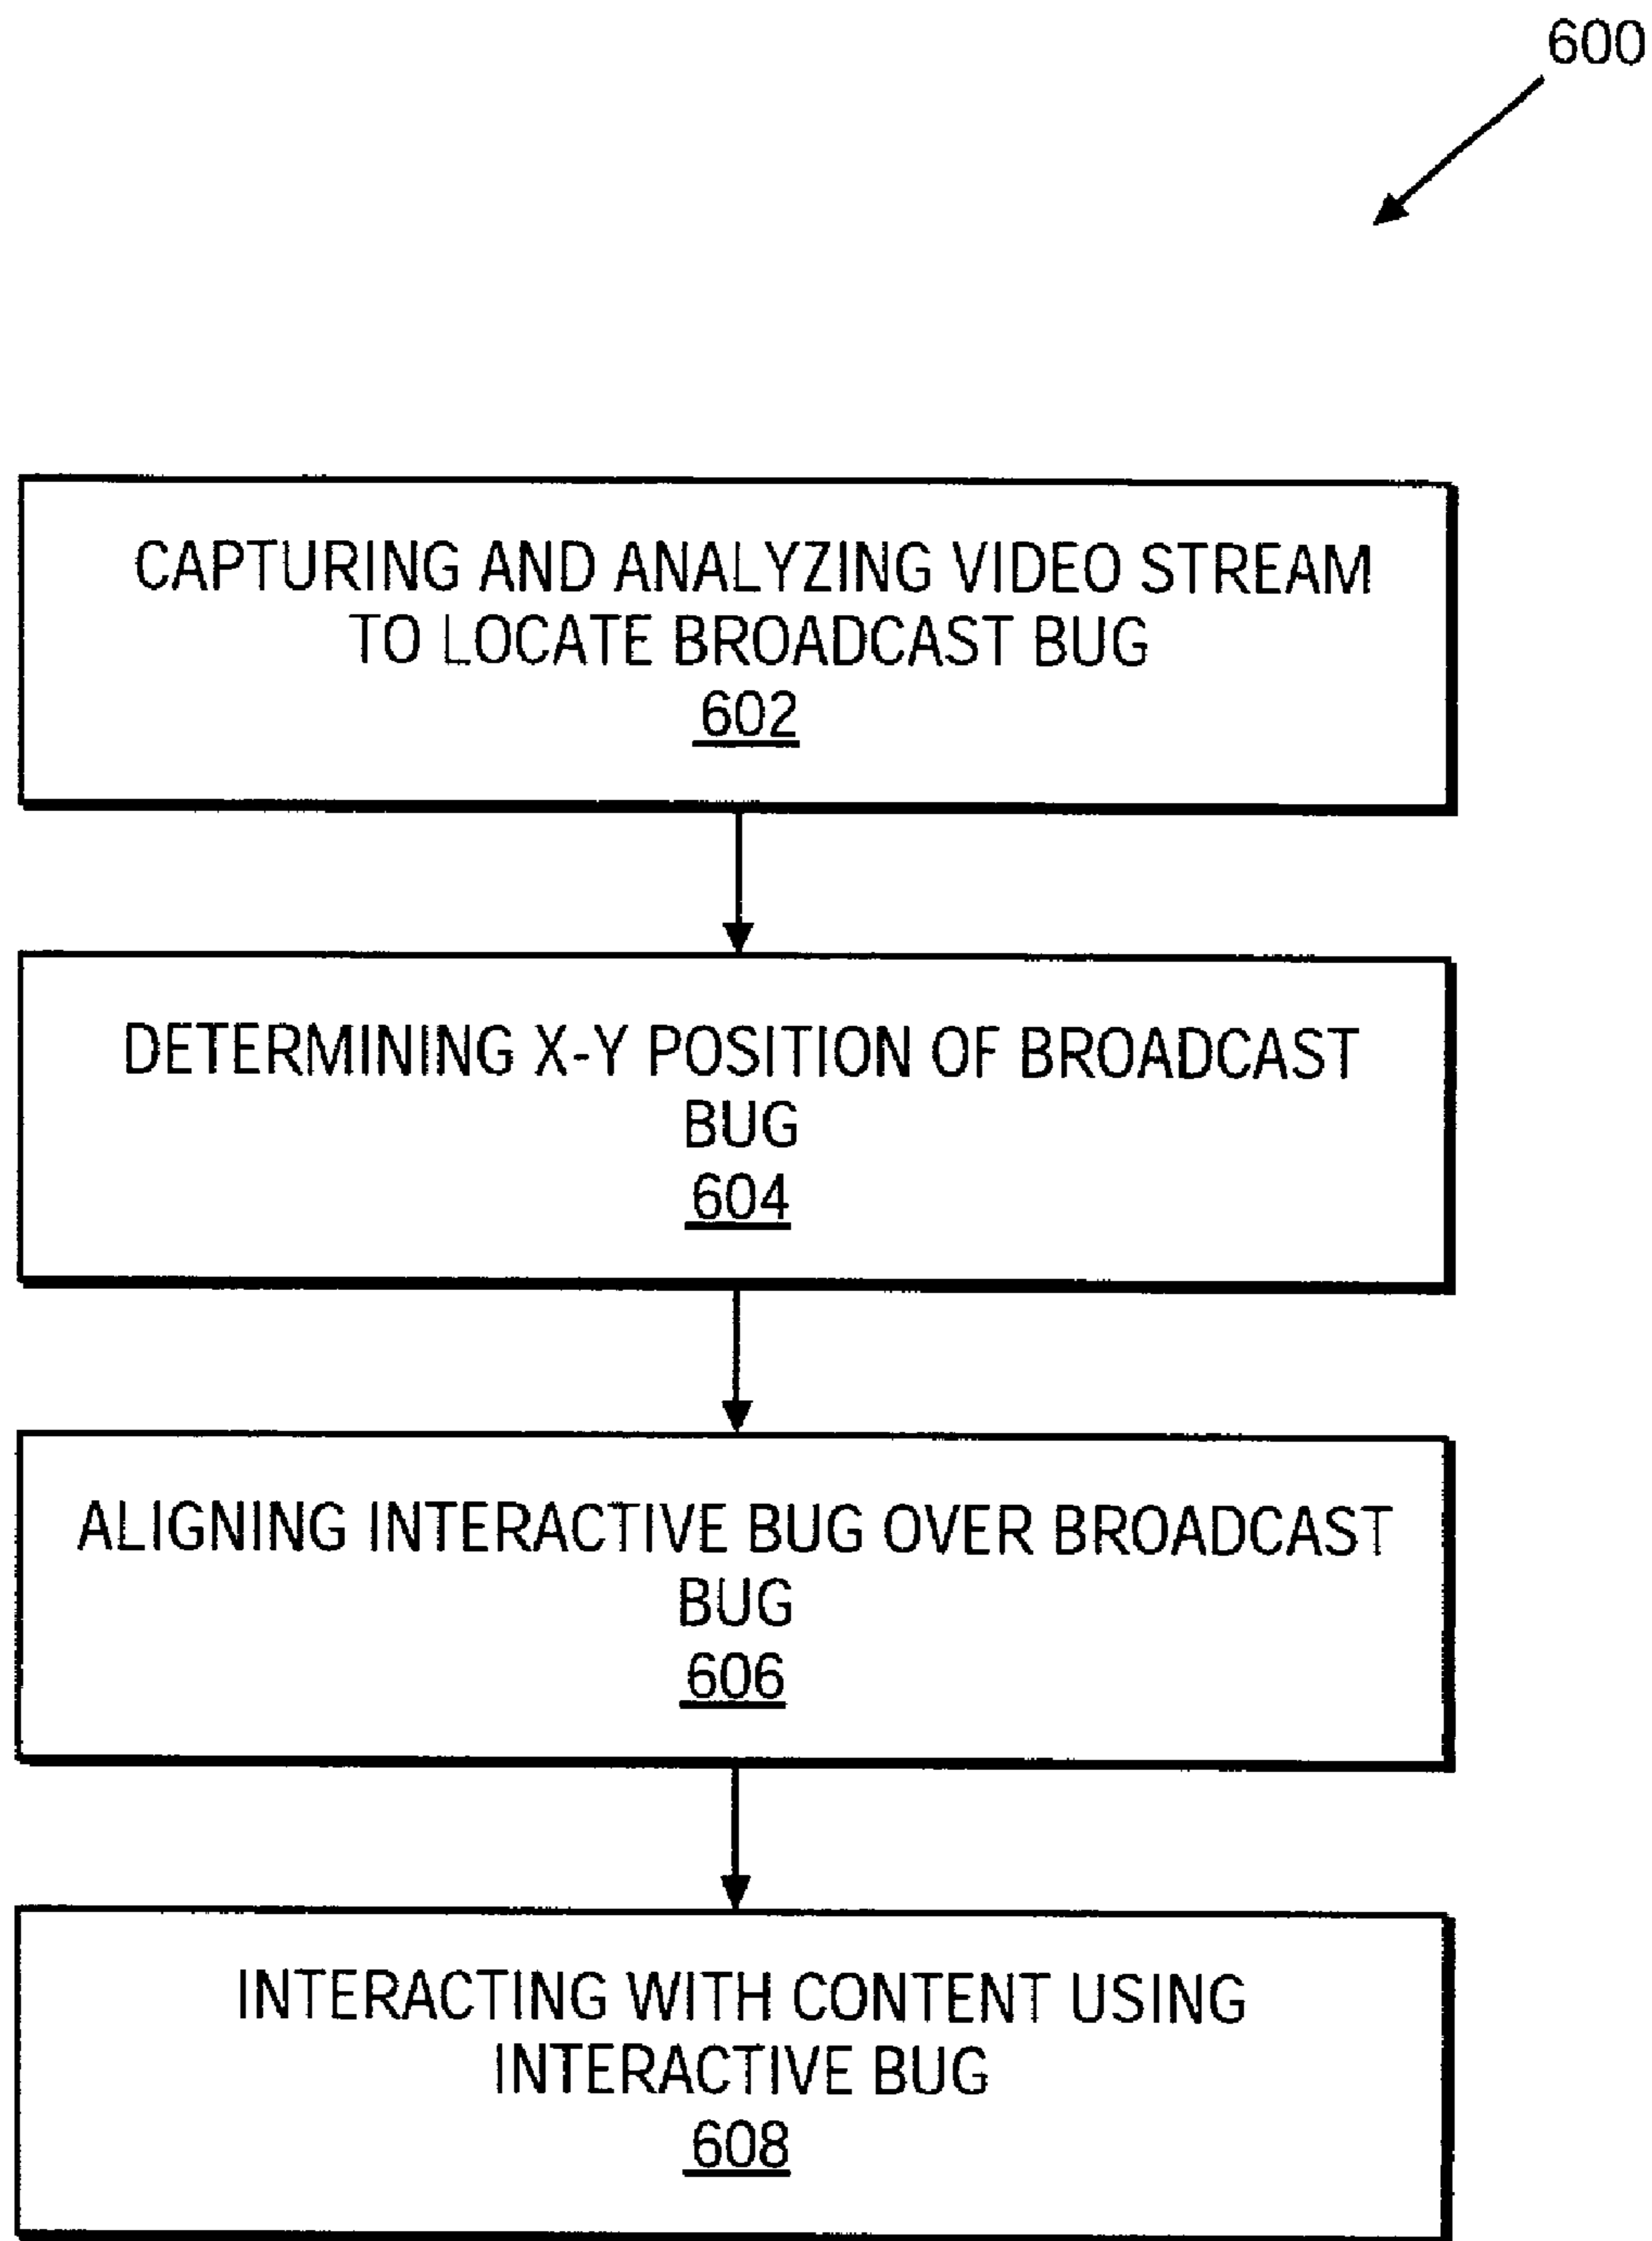 600
CAPTURING AND ANALYZING VIDEO STREAM
TO LOCATE BROADCAST BUG
602
DETERMINING X-Y POSITION OF BROADCAST
BUG
604
ALIGNING INTERACTIVE BUG OVER BROADCAST
BUG
606
INTERACTING WITH CONTENT USING
INTERACTIVE BUG
608